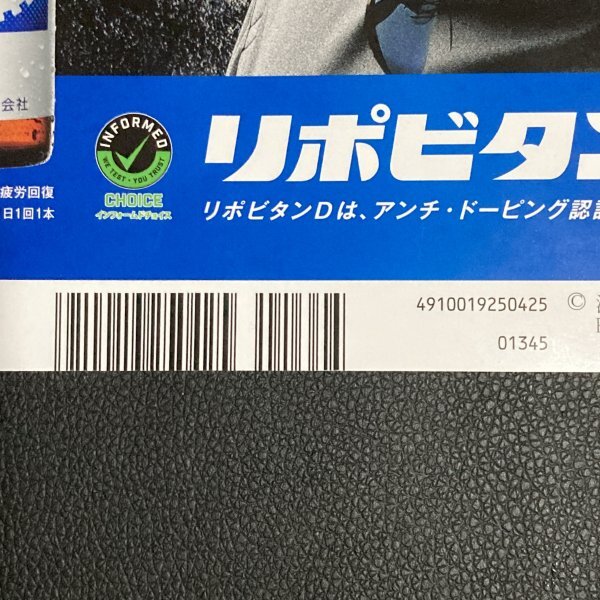 会社
疲労回復
日1回1本
INFORMED
WE TEST · YOU TRUST
CHOICE
インフォームドチョイス
リポビタン
リポビタンDは、アンチ・ドーピング認
4910019250425
01345
©